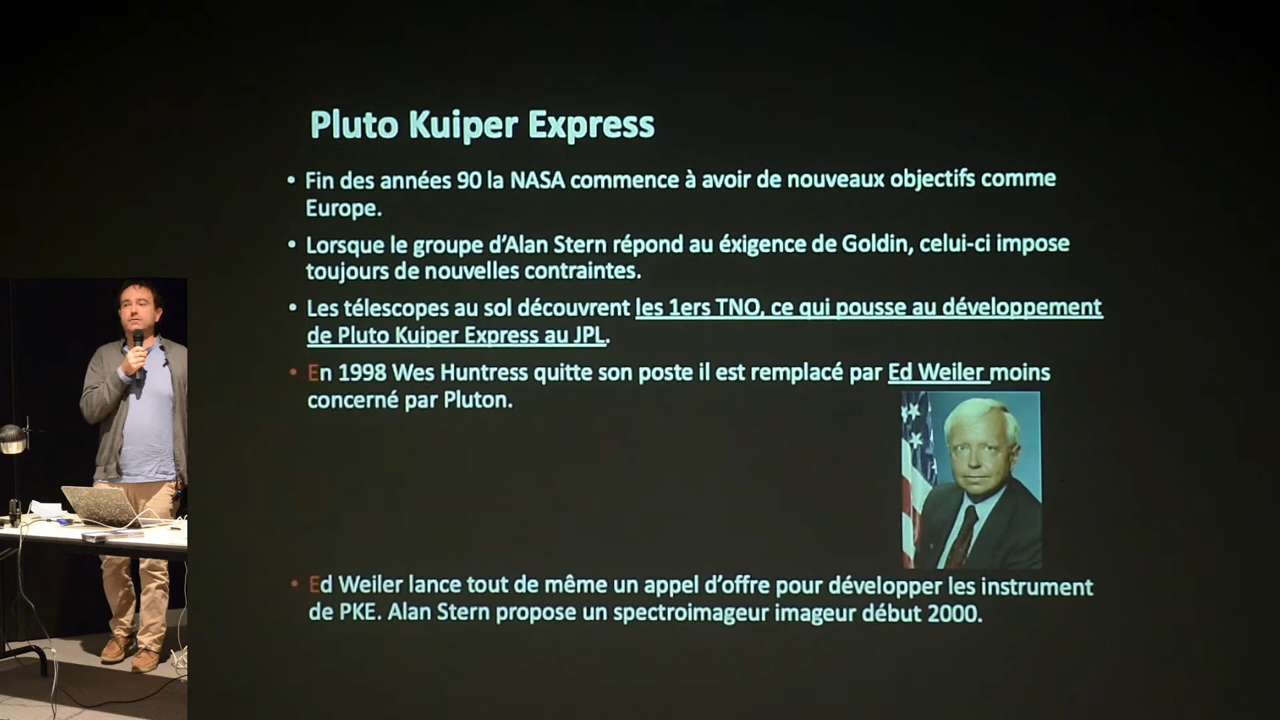 Pluto Kuiper Express
• Fin des années 90 la NASA commence à avoir de nouveaux objectifs comme
Europe.
• Lorsque le groupe d'Alan Stern répond au éxigence de Goldin, celui-ci impose
toujours de nouvelles contraintes.
• Les télescopes au sol découvrent les 1ers TNO, ce qui pousse au développement
de Pluto Kuiper Express au JPL.
• En 1998 Wes Huntress quitte son poste il est remplacé par Ed Weiler moins
concerné par Pluton.
• Ed Weiler lance tout de même un appel d'offre pour développer les instrument
de PKE. Alan Stern propose un spectroimageur imageur début 2000.